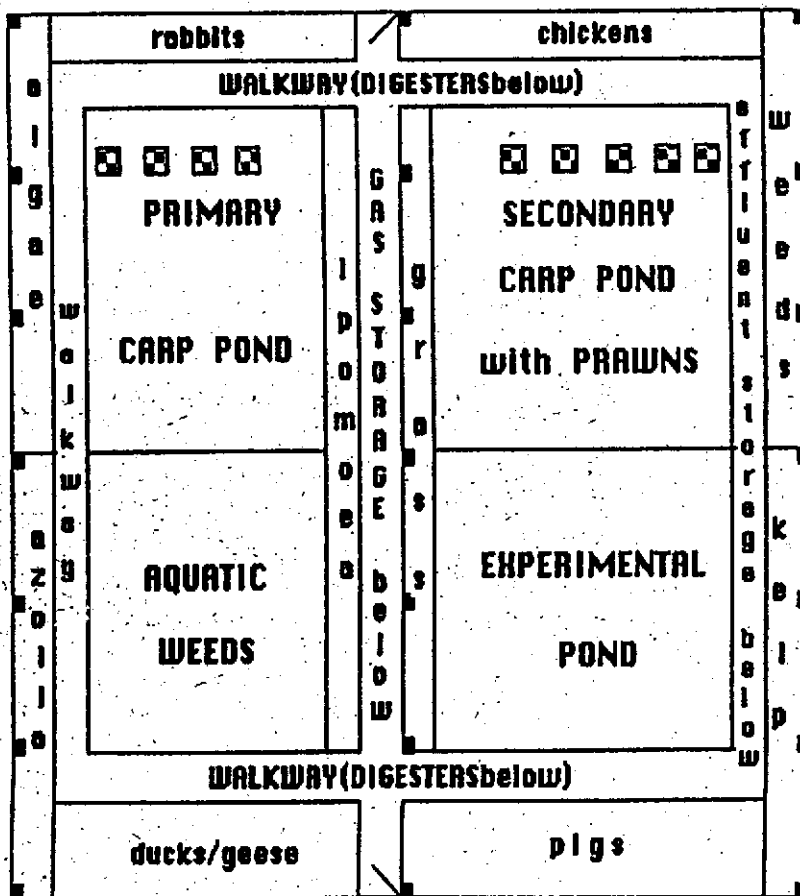 rabbits
chickens
WALKWAY(DIGESTERSbelow)
algae
walkway
PRIMARY
CARP POND
Ipomoea
GAS STORAGE below
grass
SECONDARY
CARP POND
with PRAWNS
effluent storage below
weeds
azolla
AQUATIC
WEEDS
EXPERIMENTAL
POND
kelp
WALKWAY(DIGESTERSbelow)
ducks/geese
pigs